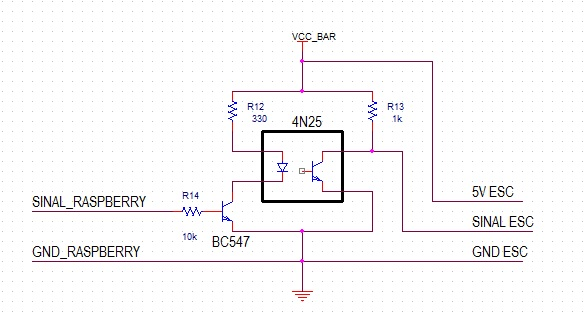 VCC_BAR
R12
330
4N25
R13
1k
5V ESC
SINAL_RASPBERRY
R14
10k
BC547
SINAL ESC
GND_RASPBERRY
GND ESC